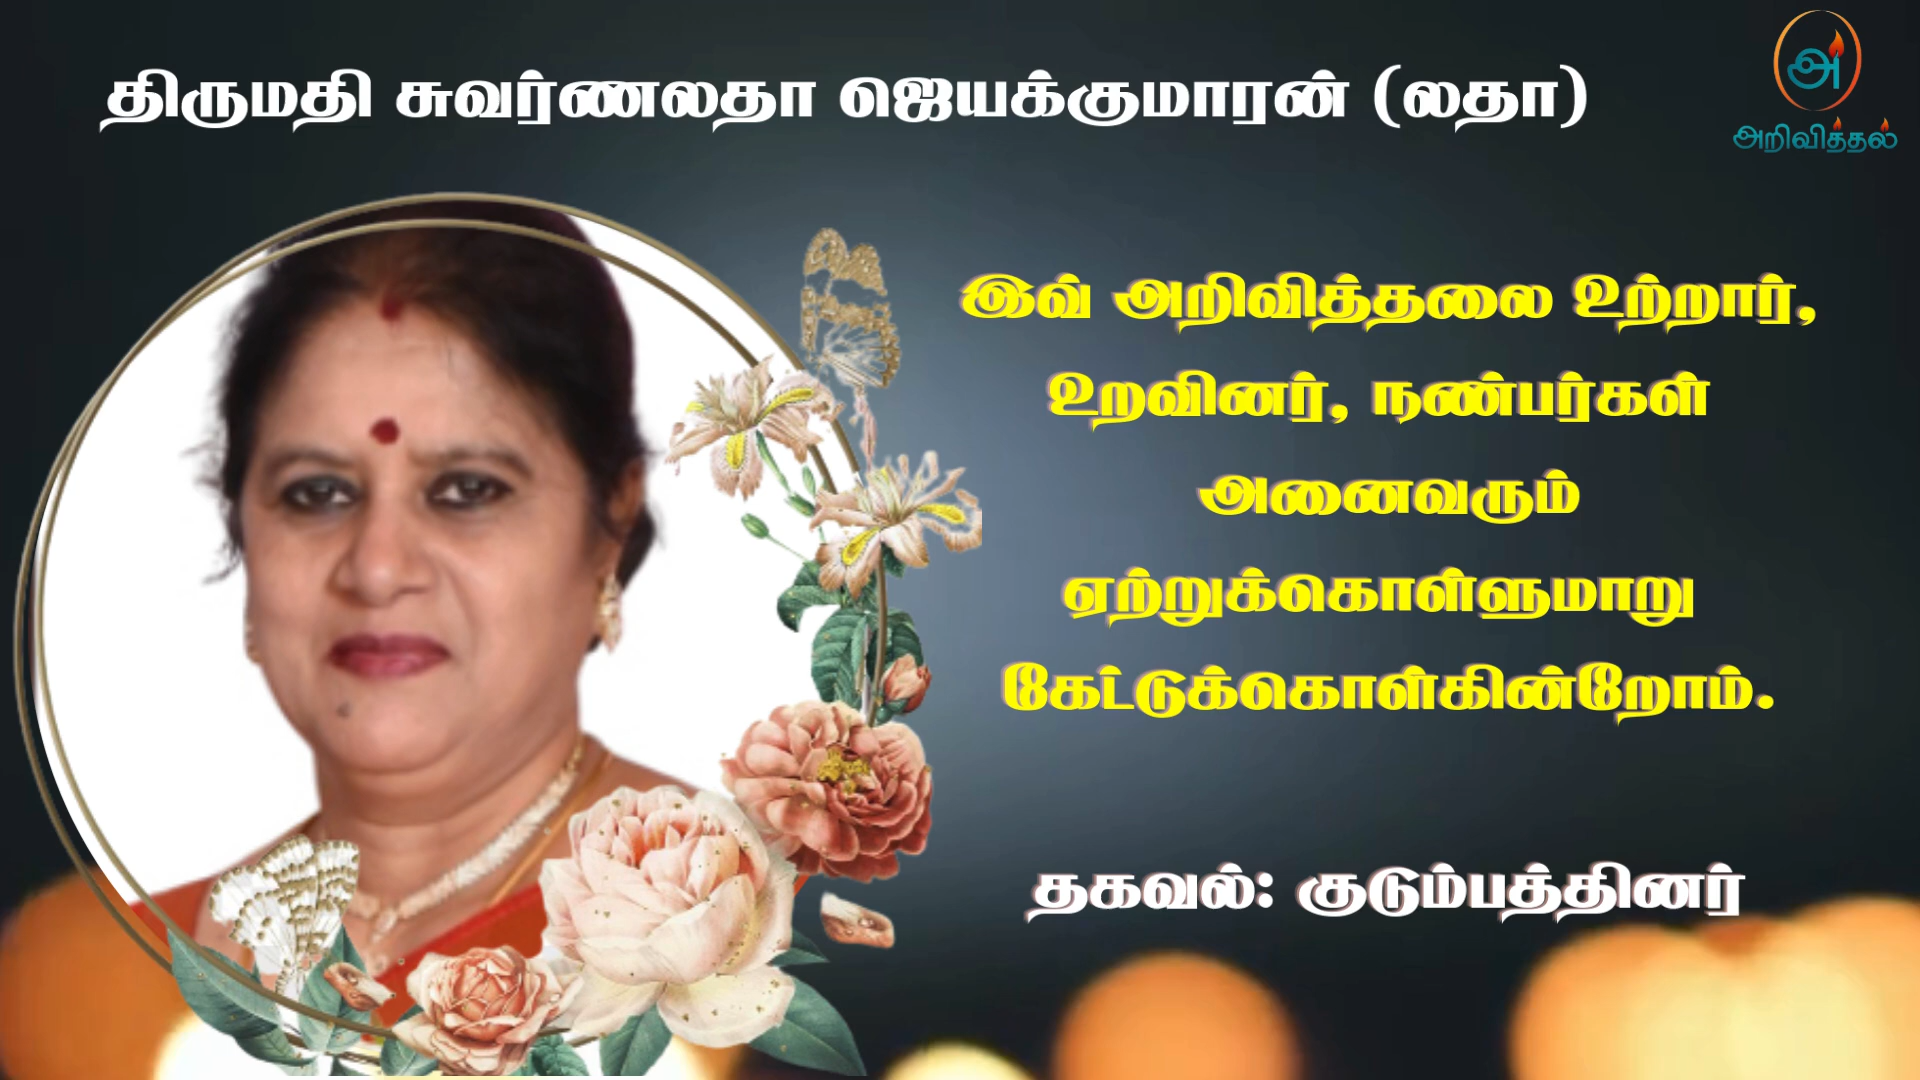 திருமதி சுவர்ணலதா ஜெயக்குமாரன் (லதா)
அ
அறிவித்தல்
இவ் அறிவித்தலை உற்றார்,
உறவினர், நண்பர்கள்
அனைவரும்
ஏற்றுக்கொள்ளுமாறு
கேட்டுக்கொள்கின்றோம்.
தகவல்: குடும்பத்தினர்